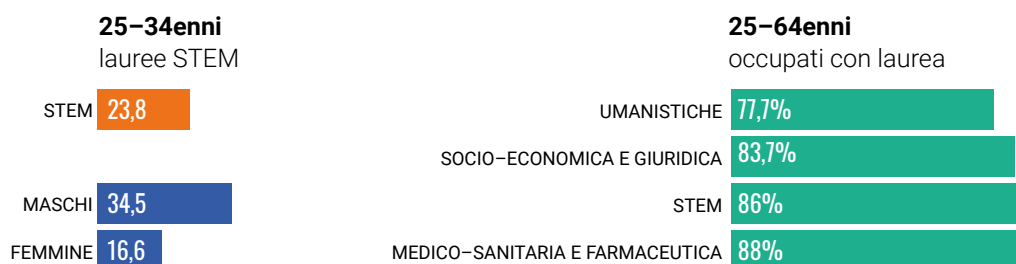 25–34enni
lauree STEM
STEM 23,8
MASCHI 34,5
FEMMINE 16,6
25–64enni
occupati con laurea
UMANISTICHE 77,7%
SOCIO–ECONOMICA E GIURIDICA 83,7%
STEM 86%
MEDICO–SANITARIA E FARMACEUTICA 88%